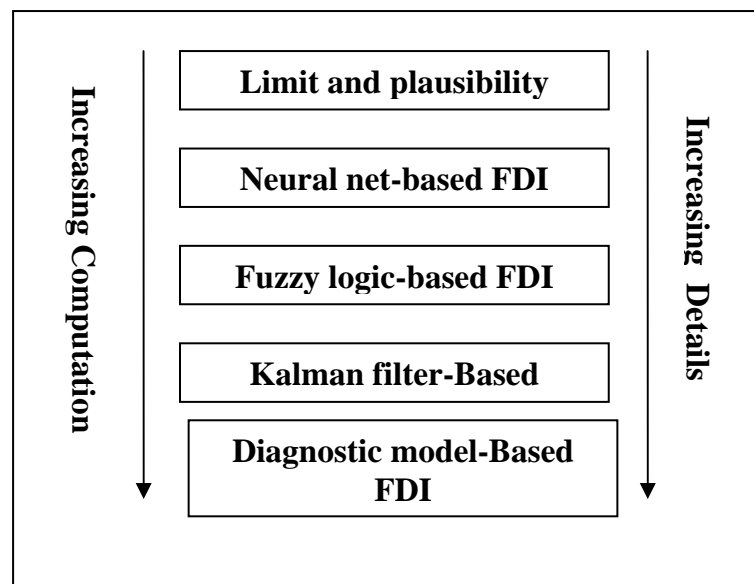 Limit and plausibility
Neural net-based FDI
Fuzzy logic-based FDI
Kalman filter-Based
Diagnostic model-Based
FDI
Increasing Computation
Increasing Details